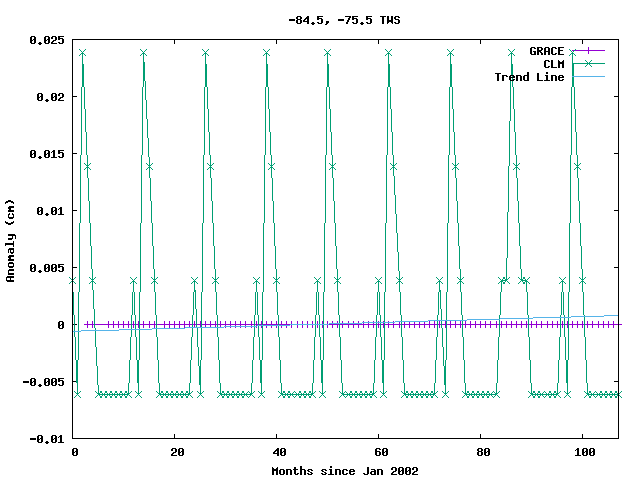 -84.5, -75.5 TWS
0.025
GRACE
CLM
Trend Line
0.02
0.015
0.01
0.005
0
-0.005
-0.01
Anomaly (cm)
0 20 40 60 80 100
Months since Jan 2002